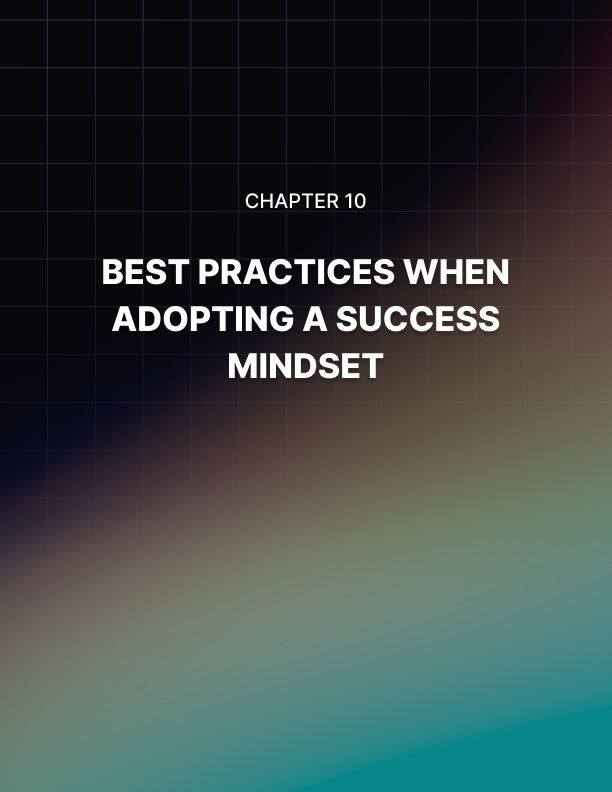 CHAPTER 10
BEST PRACTICES WHEN
ADOPTING A SUCCESS
MINDSET